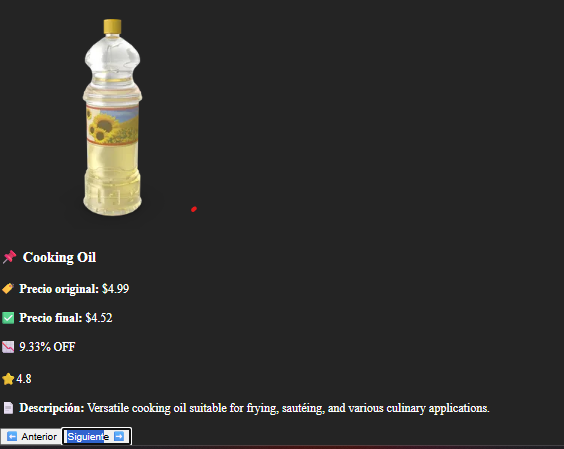 📌 Cooking Oil
🏷️ Precio original: $4.99
✅ Precio final: $4.52
📉 9.33% OFF
⭐4.8
📄 Descripción: Versatile cooking oil suitable for frying, sautéing, and various culinary applications.
⬅️ Anterior Siguiente ➡️